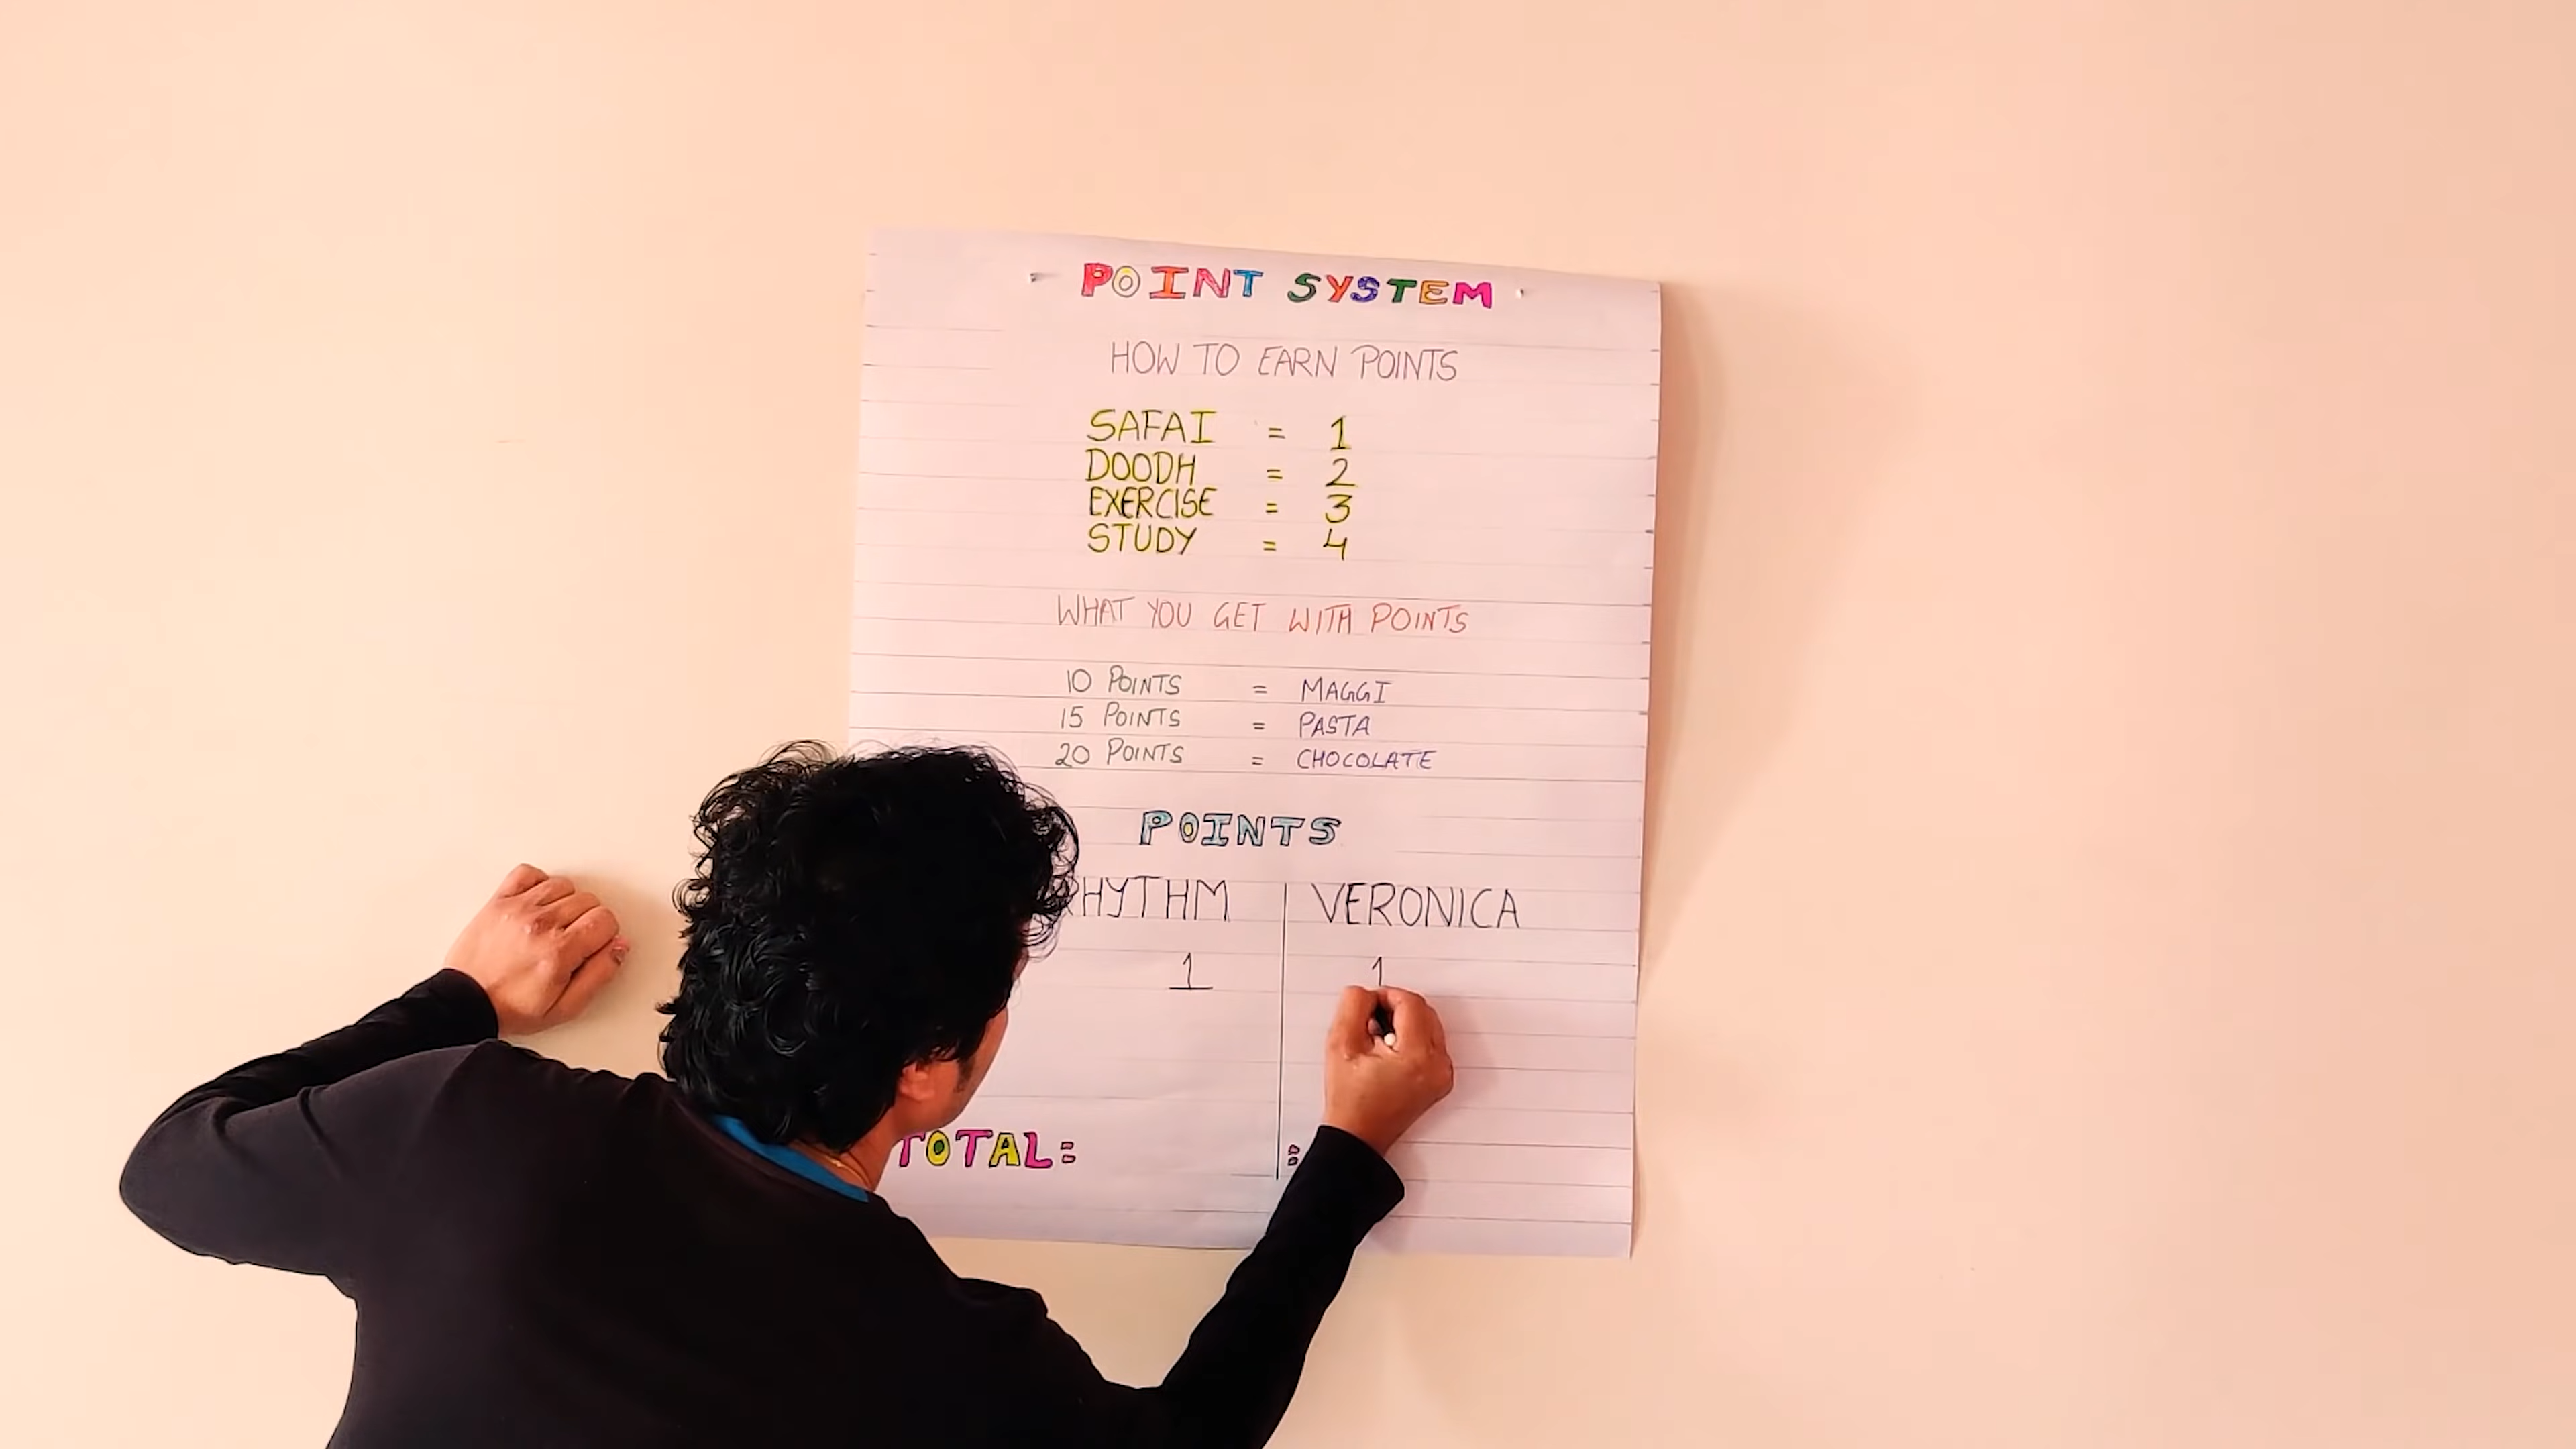 POINT SYSTEM
HOW TO EARN POINTS
SAFAI = 1
DOODH = 2
EXERCISE = 3
STUDY = 4
WHAT YOU GET WITH POINTS
10 POINTS = MAGGI
15 POINTS = PASTA
20 POINTS = CHOCOLATE
POINTS
RHYTHM VERONICA
1 1
TOTAL: :